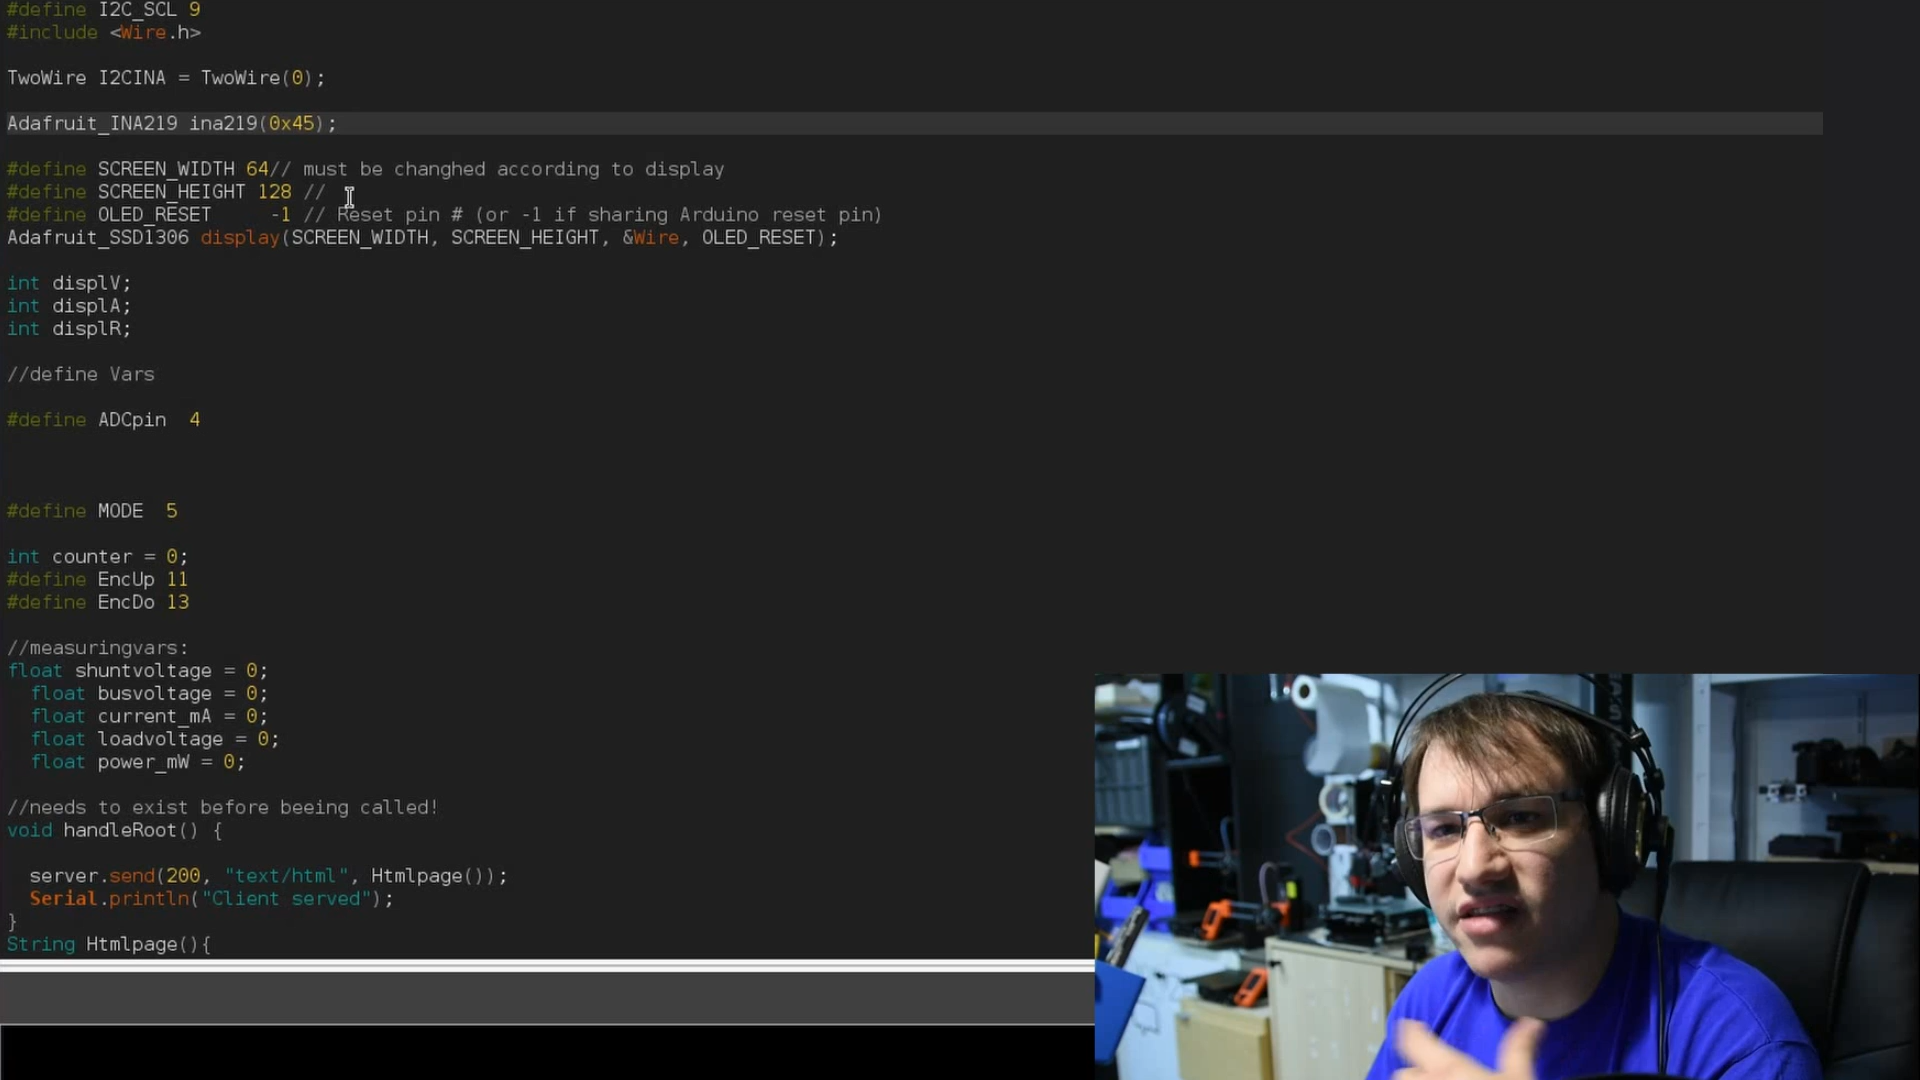 #define I2C_SCL 9
#include <Wire.h>
TwoWire I2CINA = TwoWire(0);
Adafruit_INA219 ina219(0x45);
#define SCREEN_WIDTH 64// must be changhed according to display
#define SCREEN_HEIGHT 128 //
#define OLED_RESET     -1 // Reset pin # (or -1 if sharing Arduino reset pin)
Adafruit_SSD1306 display(SCREEN_WIDTH, SCREEN_HEIGHT, &Wire, OLED_RESET);
int displV;
int displA;
int displR;
//define Vars
#define ADCpin  4
#define MODE  5
int counter = 0;
#define EncUp 11
#define EncDo 13
//measuringvars:
float shuntvoltage = 0;
  float busvoltage = 0;
  float current_mA = 0;
  float loadvoltage = 0;
  float power_mW = 0;
//needs to exist before beeing called!
void handleRoot() {
  server.send(200, "text/html", Htmlpage());
  Serial.println("Client served");
}
String Htmlpage(){